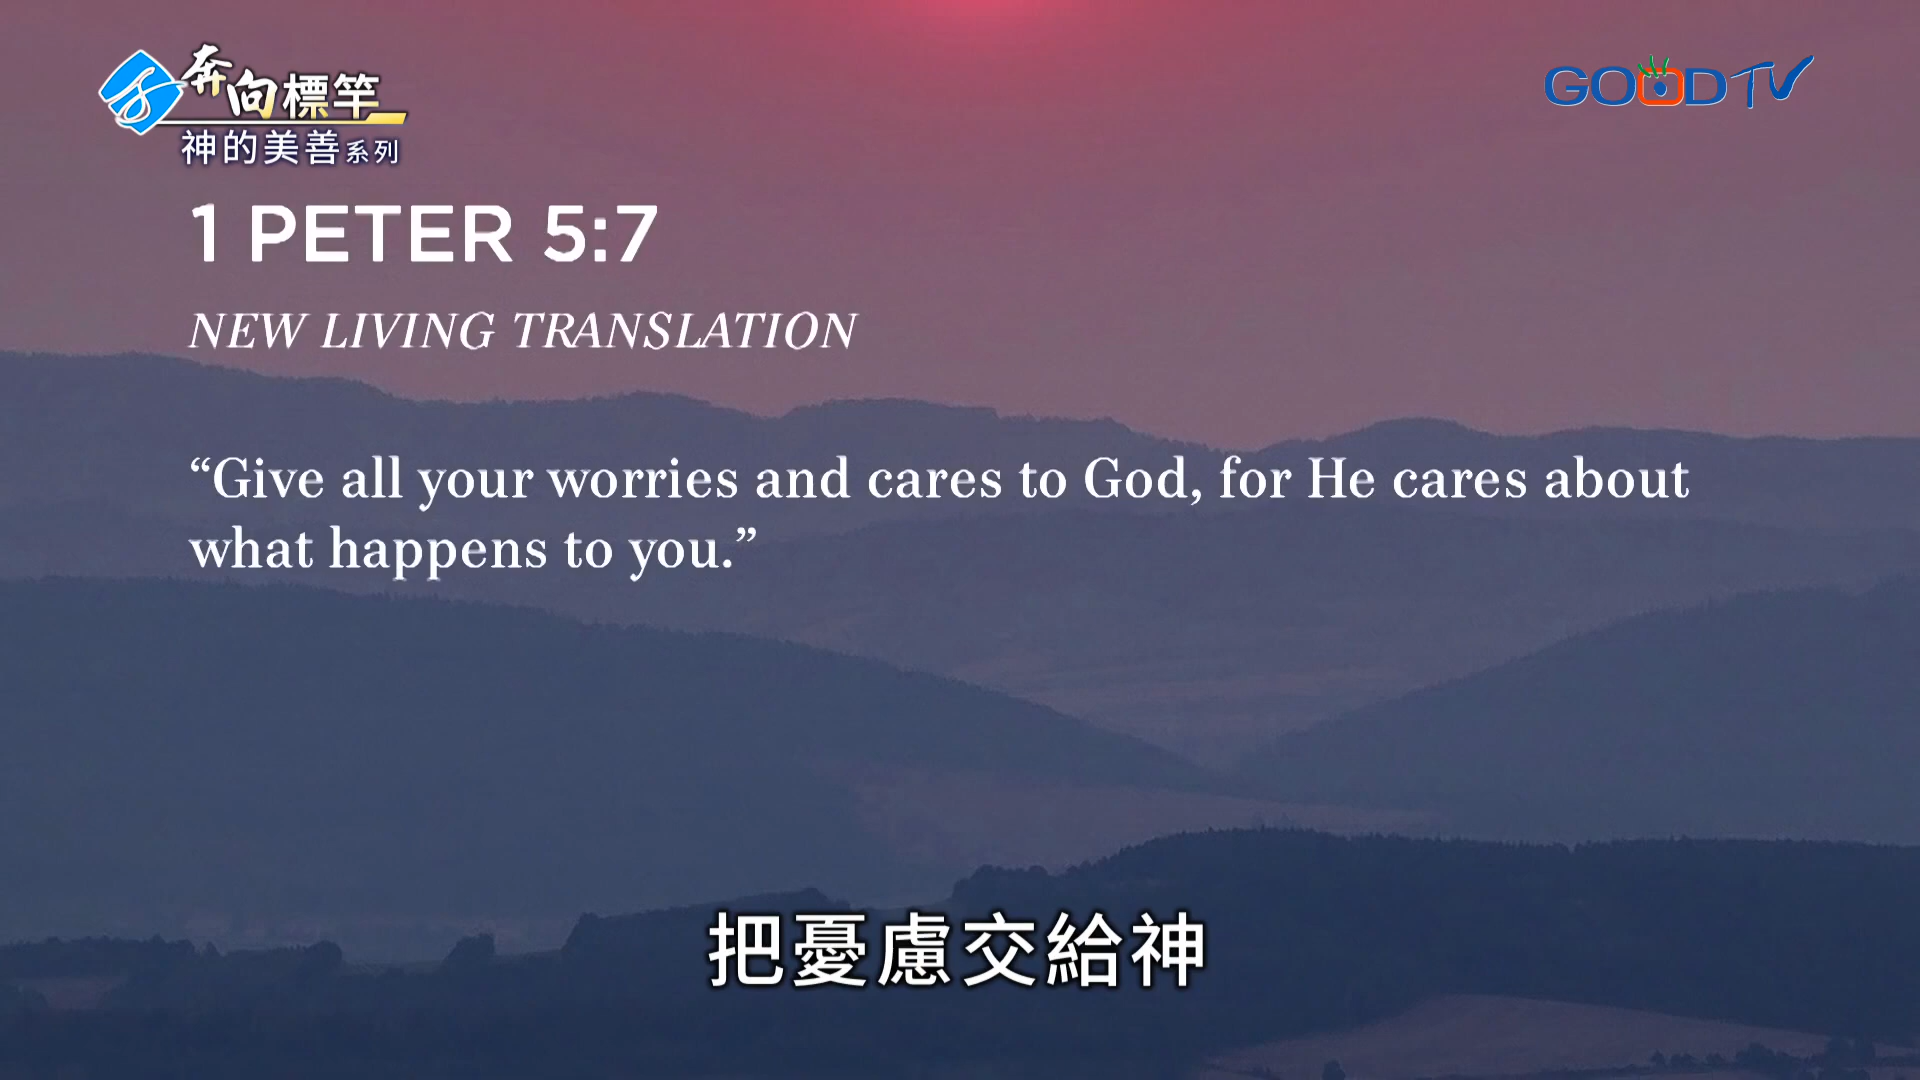 奔向標竿
神的美善系列
GOOD TV
1 PETER 5:7
NEW LIVING TRANSLATION
“Give all your worries and cares to God, for He cares about
what happens to you.”
把憂慮交給神